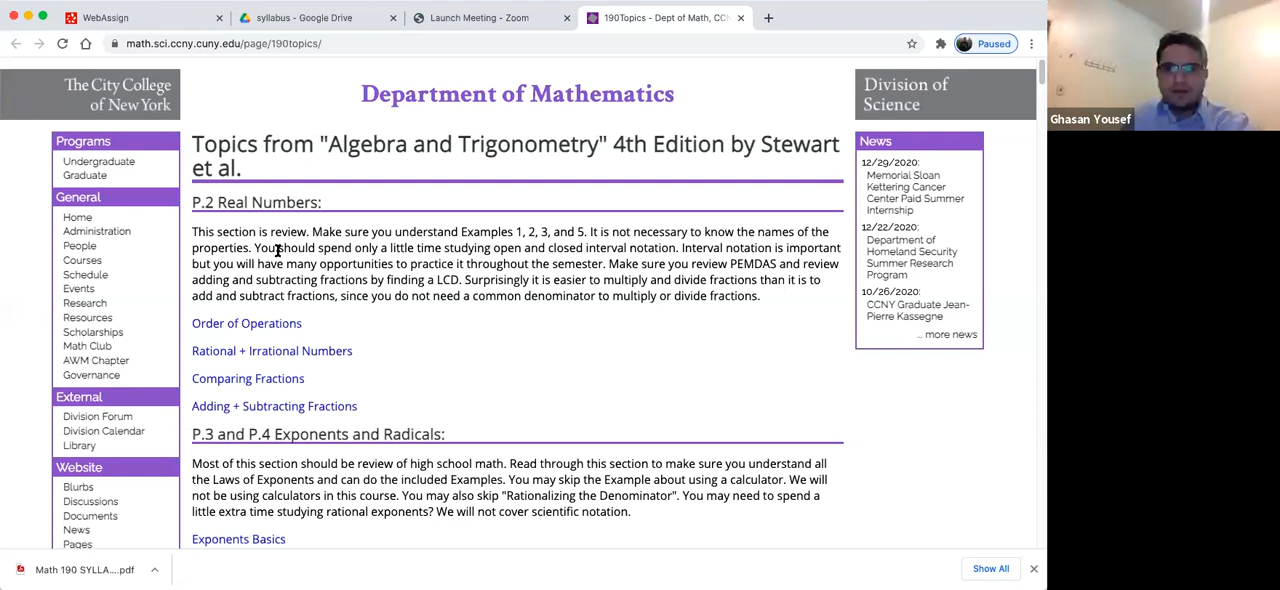 WebAssign
syllabus - Google Drive
Launch Meeting - Zoom
190Topics - Dept of Math, CCN
math.sci.ccny.cuny.edu/page/190topics/
Paused
The City College
of New York
Department of Mathematics
Division of
Science
Ghasan Yousef
Programs
Undergraduate
Graduate
General
Home
Administration
People
Courses
Schedule
Events
Research
Resources
Scholarships
Math Club
AWM Chapter
Governance
External
Division Forum
Division Calendar
Library
Website
Blurbs
Discussions
Documents
News
Pages
Topics from "Algebra and Trigonometry" 4th Edition by Stewart
et al.
P.2 Real Numbers:
This section is review. Make sure you understand Examples 1, 2, 3, and 5. It is not necessary to know the names of the
properties. You should spend only a little time studying open and closed interval notation. Interval notation is important
but you will have many opportunities to practice it throughout the semester. Make sure you review PEMDAS and review
adding and subtracting fractions by finding a LCD. Surprisingly it is easier to multiply and divide fractions than it is to
add and subtract fractions, since you do not need a common denominator to multiply or divide fractions.
Order of Operations
Rational + Irrational Numbers
Comparing Fractions
Adding + Subtracting Fractions
P.3 and P.4 Exponents and Radicals:
Most of this section should be review of high school math. Read through this section to make sure you understand all
the Laws of Exponents and can do the included Examples. You may skip the Example about using a calculator. We will
not be using calculators in this course. You may also skip "Rationalizing the Denominator". You may need to spend a
little extra time studying rational exponents? We will not cover scientific notation.
Exponents Basics
News
12/29/2020:
Memorial Sloan
Kettering Cancer
Center Paid Summer
Internship
12/22/2020:
Department of
Homeland Security
Summer Research
Program
10/26/2020:
CCNY Graduate Jean-
Pierre Kassegne
... more news
Math 190 SYLLA....pdf
Show All